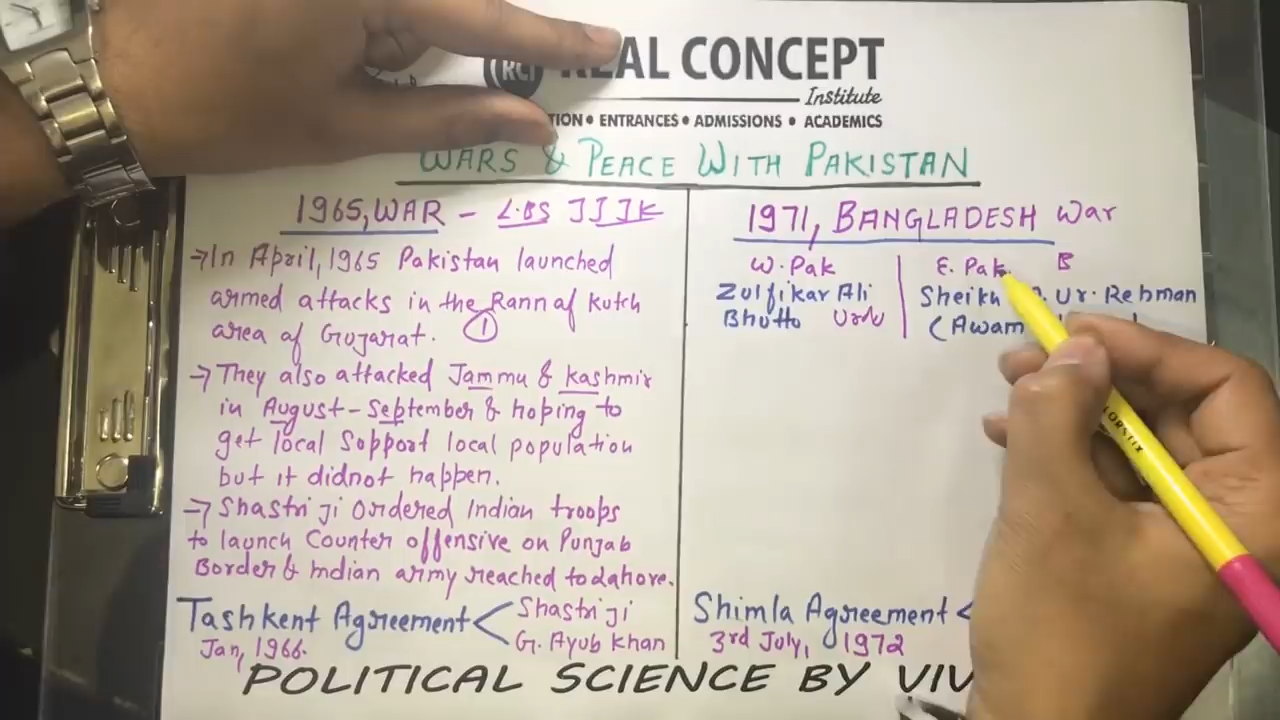 RCI
REAL CONCEPT
Institute
TION • ENTRANCES • ADMISSIONS • ACADEMICS
WARS & PEACE WITH PAKISTAN
1965, WAR - L.BS JJJK
→ In April, 1965 Pakistan launched
armed attacks in the Rann of Kutch
area of Gujarat. 1
→ They also attacked Jammu & kashmir
in August - September & hoping to
get local Support local population
but it didnot happen.
→ Shastri Ji Ordered Indian troops
to launch Counter offensive on Punjab
Border & Indian army reached to Lahore.
Tashkent Agreement < Shastri ji
G. Ayub Khan
Jan, 1966.
1971, BANGLADESH War
W. Pak
Zulfikar Ali
Bhutto Urdu
E. Pak. B
Sheikh Ur. Rehman
(Awam
Shimla Agreement <
3rd July, 1972
POLITICAL SCIENCE BY VIV